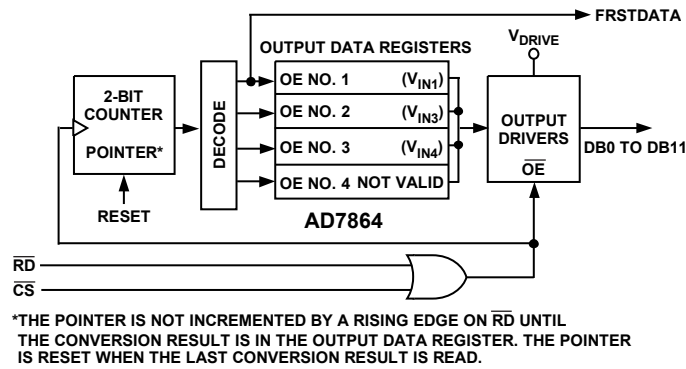 FRSTDATA
OUTPUT DATA REGISTERS
VDRIVE
2-BIT
COUNTER
POINTER*
RESET
DECODE
OE NO. 1 (VIN1)
OE NO. 2 (VIN3)
OE NO. 3 (VIN4)
OE NO. 4 NOT VALID
AD7864
OUTPUT
DRIVERS
OE
DB0 TO DB11
RD
CS
*THE POINTER IS NOT INCREMENTED BY A RISING EDGE ON RD UNTIL
THE CONVERSION RESULT IS IN THE OUTPUT DATA REGISTER. THE POINTER
IS RESET WHEN THE LAST CONVERSION RESULT IS READ.